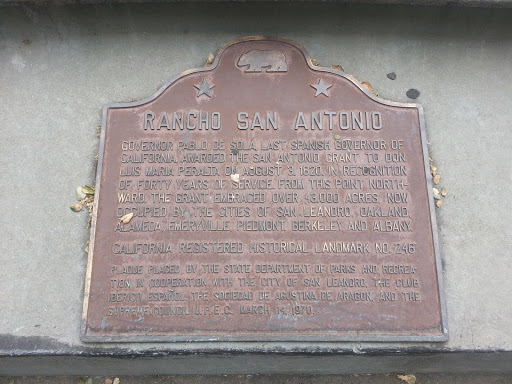 RANCHO SAN ANTONIO
GOVERNOR PABLO DE SOLA, LAST SPANISH GOVERNOR OF
CALIFORNIA, AWARDED THE SAN ANTONIO GRANT TO DON
LUIS MARIA PERALTA ON AUGUST 3, 1820, IN RECOGNITION
OF FORTY YEARS OF SERVICE. FROM THIS POINT NORTH-
WARD, THE GRANT EMBRACED OVER 43,000 ACRES, NOW
OCCUPIED BY THE CITIES OF SAN LEANDRO, OAKLAND,
ALAMEDA, EMERYVILLE, PIEDMONT, BERKELEY, AND ALBANY.
CALIFORNIA REGISTERED HISTORICAL LANDMARK NO. 246
PLAQUE PLACED BY THE STATE DEPARTMENT OF PARKS AND RECREA-
TION IN COOPERATION WITH THE CITY OF SAN LEANDRO, THE CLUB
IBERICO ESPAÑOL, THE SOCIEDAD DE AGUSTINA DE ARAGON, AND THE
SUPREME COUNCIL U.P.E.C. MARCH 14, 1970.